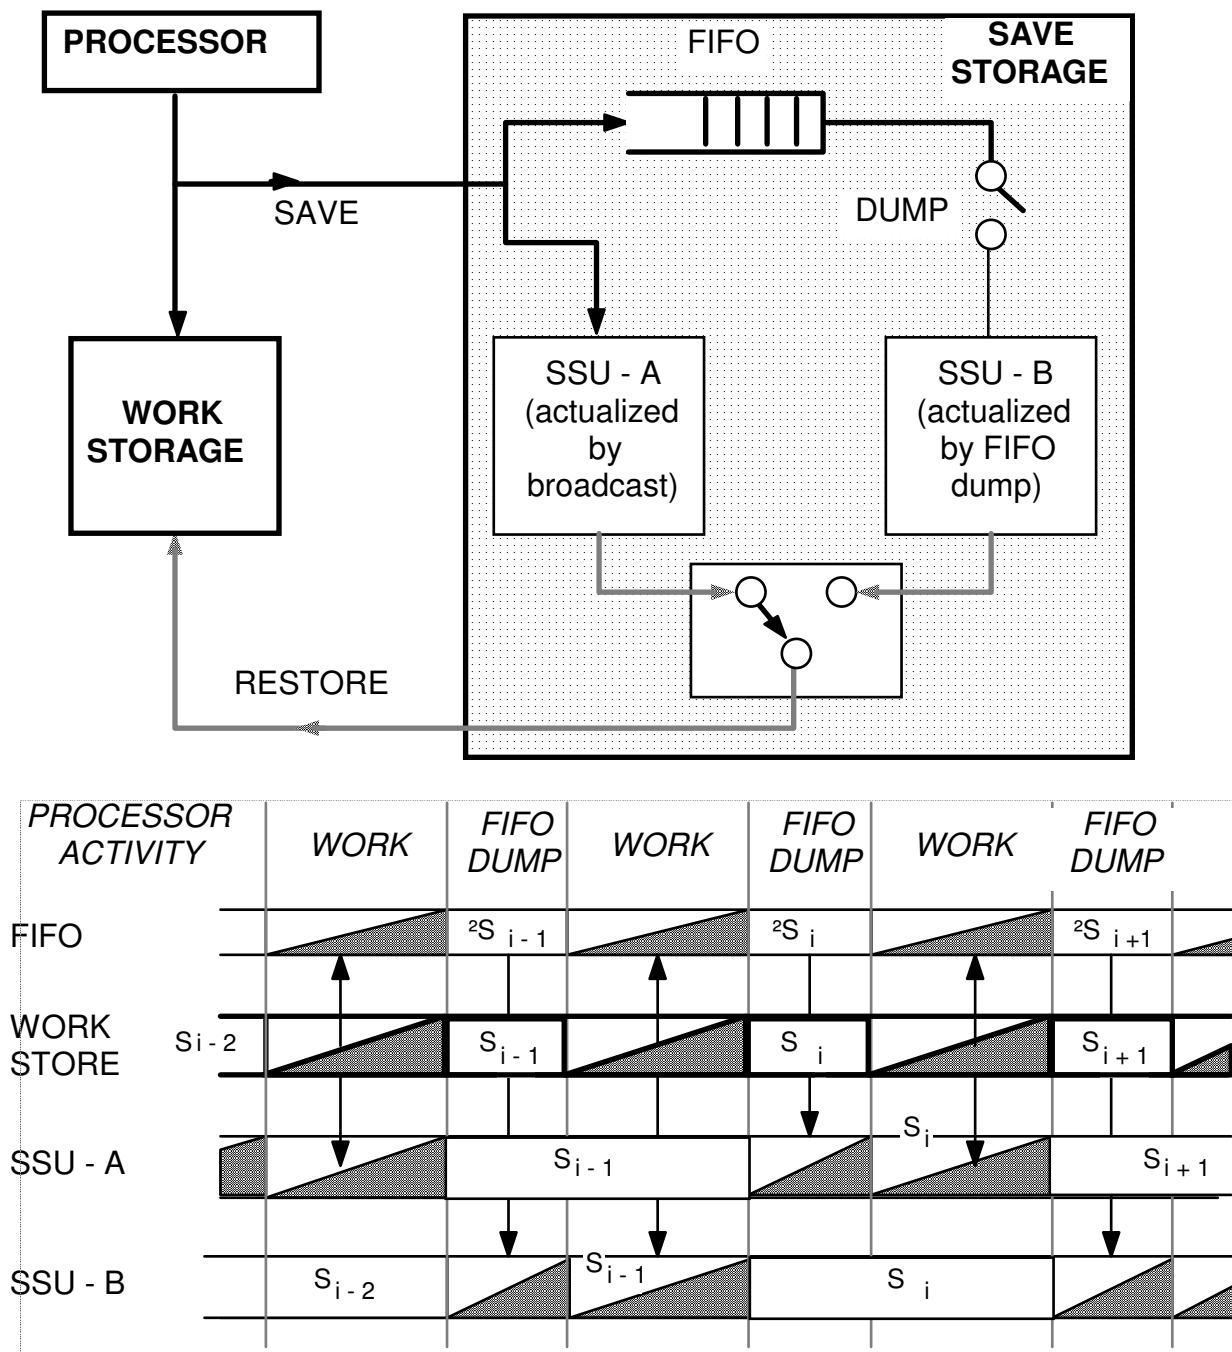 PROCESSOR
FIFO
SAVE
STORAGE
SAVE
DUMP
WORK
STORAGE
SSU - A
(actualized
by
broadcast)
SSU - B
(actualized
by FIFO
dump)
RESTORE
PROCESSOR
ACTIVITY
WORK
FIFO
DUMP
WORK
FIFO
DUMP
WORK
FIFO
DUMP
FIFO
²S i - 1
²S i
²S i +1
WORK
STORE
S i - 2
S i - 1
S i
S i + 1
SSU - A
S i - 1
S i
S i + 1
SSU - B
S i - 2
S i - 1
S i